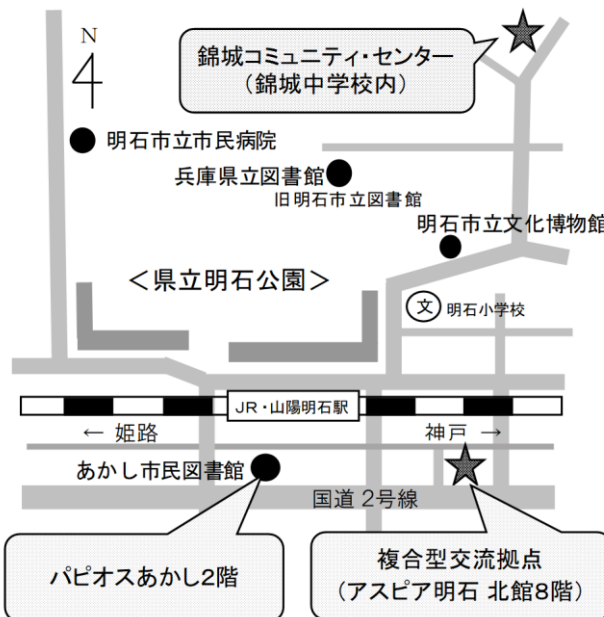 N
錦城コミュニティ・センター
(錦城中学校内)
明石市立市民病院
兵庫県立図書館
旧明石市立図書館
明石市立文化博物館
＜県立明石公園＞
文 明石小学校
JR・山陽明石駅
← 姫路
神戸 →
あかし市民図書館
国道 2号線
パピオスあかし2階
複合型交流拠点
(アスピア明石 北館8階)